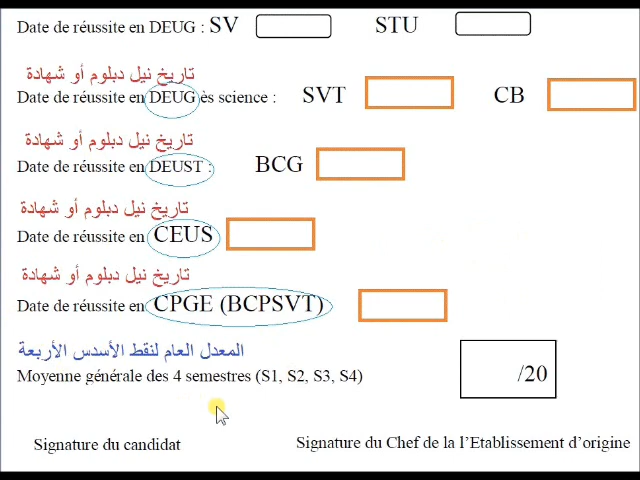 Date de réussite en DEUG : SV STU
تاريخ نيل دبلوم أو شهادة
Date de réussite en DEUG ès science : SVT CB
تاريخ نيل دبلوم أو شهادة
Date de réussite en DEUST : BCG
تاريخ نيل دبلوم أو شهادة
Date de réussite en CEUS
تاريخ نيل دبلوم أو شهادة
Date de réussite en CPGE (BCPSVT)
المعدل العام لنقط الأسدس الأربعة
Moyenne générale des 4 semestres (S1, S2, S3, S4) /20
Signature du candidat Signature du Chef de la l’Etablissement d’origine